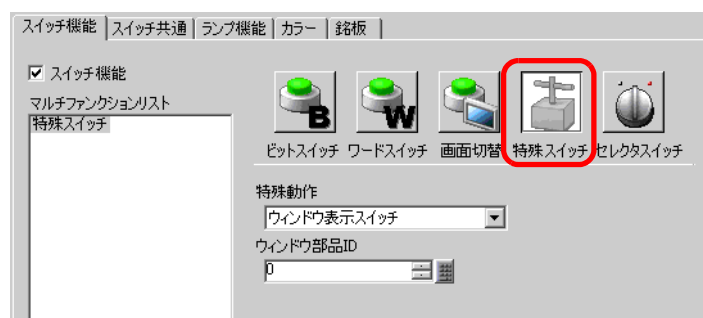 スイッチ機能 スイッチ共通 ランプ機能 カラー 銘板
スイッチ機能
マルチファンクションリスト
特殊スイッチ
B W
ビットスイッチ ワードスイッチ 画面切替 特殊スイッチ セレクタスイッチ
特殊動作
ウィンドウ表示スイッチ
ウィンドウ部品ID
0